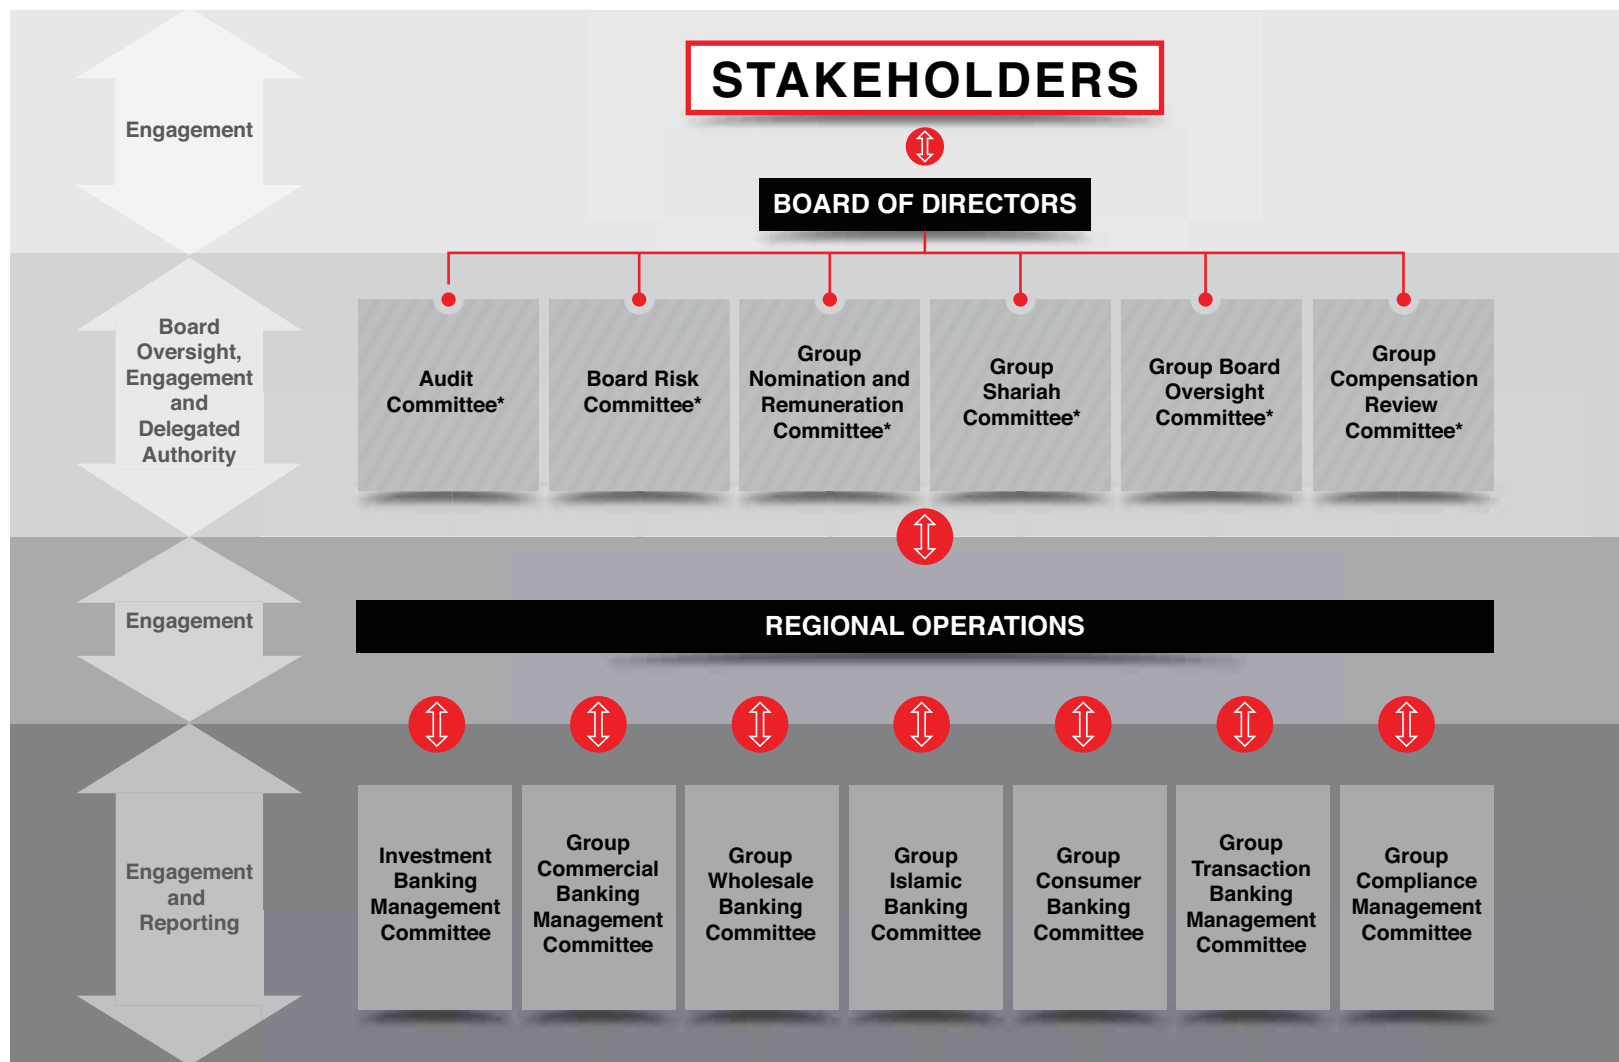 STAKEHOLDERS
Engagement
BOARD OF DIRECTORS
Board
Oversight,
Engagement
and
Delegated
Authority
Audit
Committee*
Board Risk
Committee*
Group
Nomination and
Remuneration
Committee*
Group
Shariah
Committee*
Group Board
Oversight
Committee*
Group
Compensation
Review
Committee*
Engagement
REGIONAL OPERATIONS
Engagement
and
Reporting
Investment
Banking
Management
Committee
Group
Commercial
Banking
Management
Committee
Group
Wholesale
Banking
Committee
Group
Islamic
Banking
Committee
Group
Consumer
Banking
Committee
Group
Transaction
Banking
Management
Committee
Group
Compliance
Management
Committee